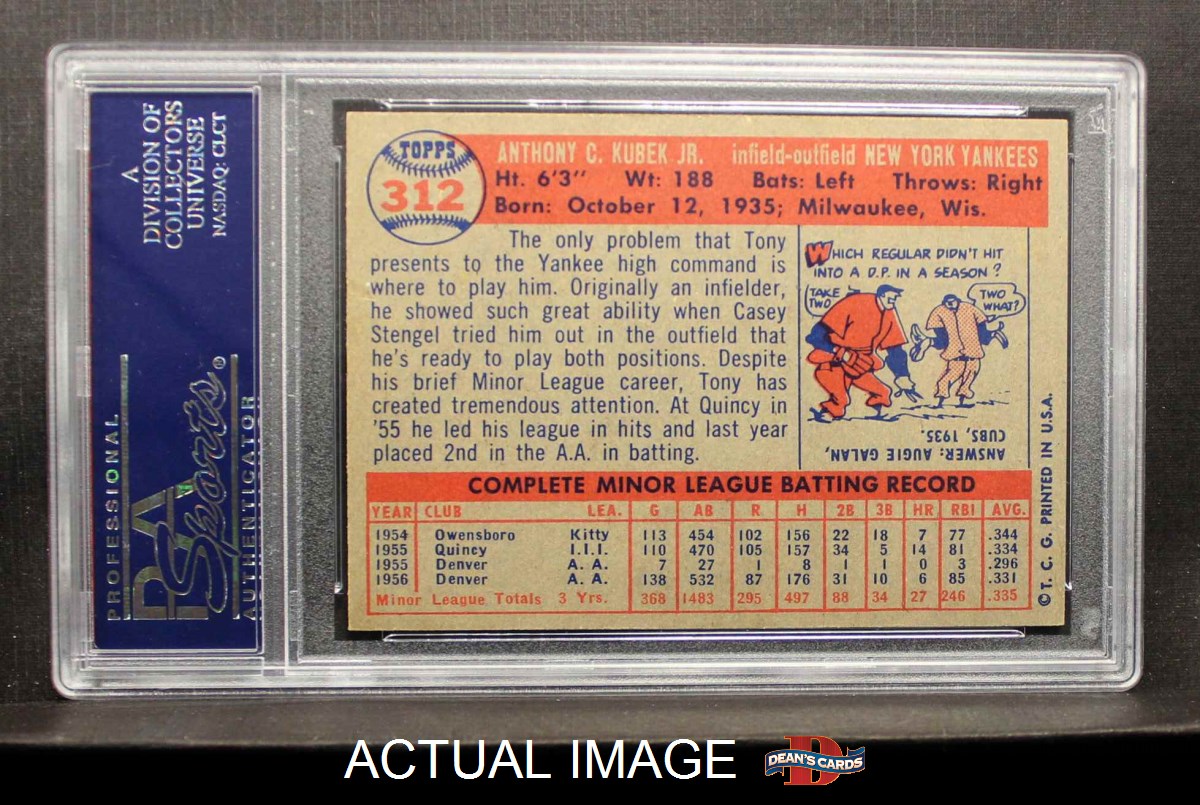 A
DIVISION OF
COLLECTORS
UNIVERSE
NASDAQ: CLCT
PROFESSIONAL
PSA
Sports®
AUTHENTICATOR
TOPPS
312
ANTHONY C. KUBEK JR. infield-outfield NEW YORK YANKEES
Ht. 6'3" Wt: 188 Bats: Left Throws: Right
Born: October 12, 1935; Milwaukee, Wis.
The only problem that Tony
presents to the Yankee high command is
where to play him. Originally an infielder,
he showed such great ability when Casey
Stengel tried him out in the outfield that
he's ready to play both positions. Despite
his brief Minor League career, Tony has
created tremendous attention. At Quincy in
'55 he led his league in hits and last year
placed 2nd in the A.A. in batting.
WHICH REGULAR DIDN'T HIT
INTO A D.P. IN A SEASON?
TAKE
TWO
TWO
WHAT?
ANSWER: AUGIE GALAN,
CUBS, 1935.
COMPLETE MINOR LEAGUE BATTING RECORD
YEAR CLUB LEA. G AB R H 2B 3B HR RBI AVG.
1954 Owensboro Kitty 113 454 102 156 22 18 7 77 .344
1955 Quincy I.I.I. 110 470 105 157 34 5 14 81 .334
1955 Denver A. A. 7 27 1 8 1 1 0 3 .296
1956 Denver A. A. 138 532 87 176 31 10 6 85 .331
Minor League Totals 3 Yrs. 368 1483 295 497 88 34 27 246 .335
© T. C. G. PRINTED IN U.S.A.
ACTUAL IMAGE
D
DEAN'S CARDS